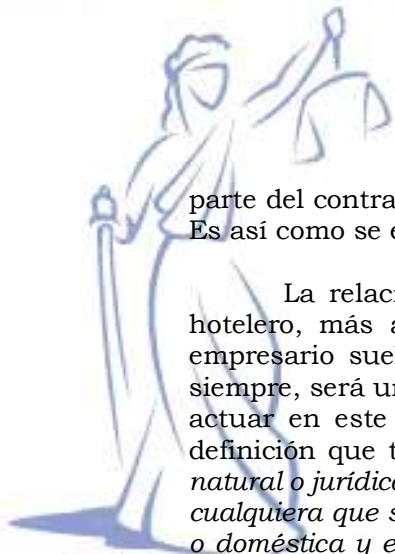 parte del contra
Es así como se e
La relaci
hotelero, más a
empresario suel
siempre, será un
actuar en este
definición que t
natural o jurídic
cualquiera que s
o doméstica y e